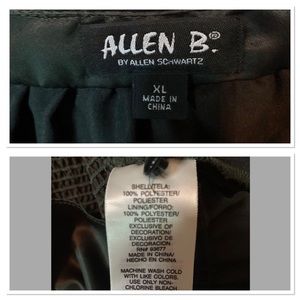 ALLEN B.®
BY ALLEN SCHWARTZ
XL
MADE IN
CHINA
SHELL/TELA:
100% POLYESTER/
POLIESTER
LINING/FORRO:
100% POLYESTER/
POLIESTER
EXCLUSIVE OF
DECORATION/
EXCLUSIVO DE
DECORACION
RN# 93677
MADE IN CHINA/
HECHO EN CHINA
MACHINE WASH COLD
WITH LIKE COLORS.
USE ONLY NON-
CHLORINE BLEACH